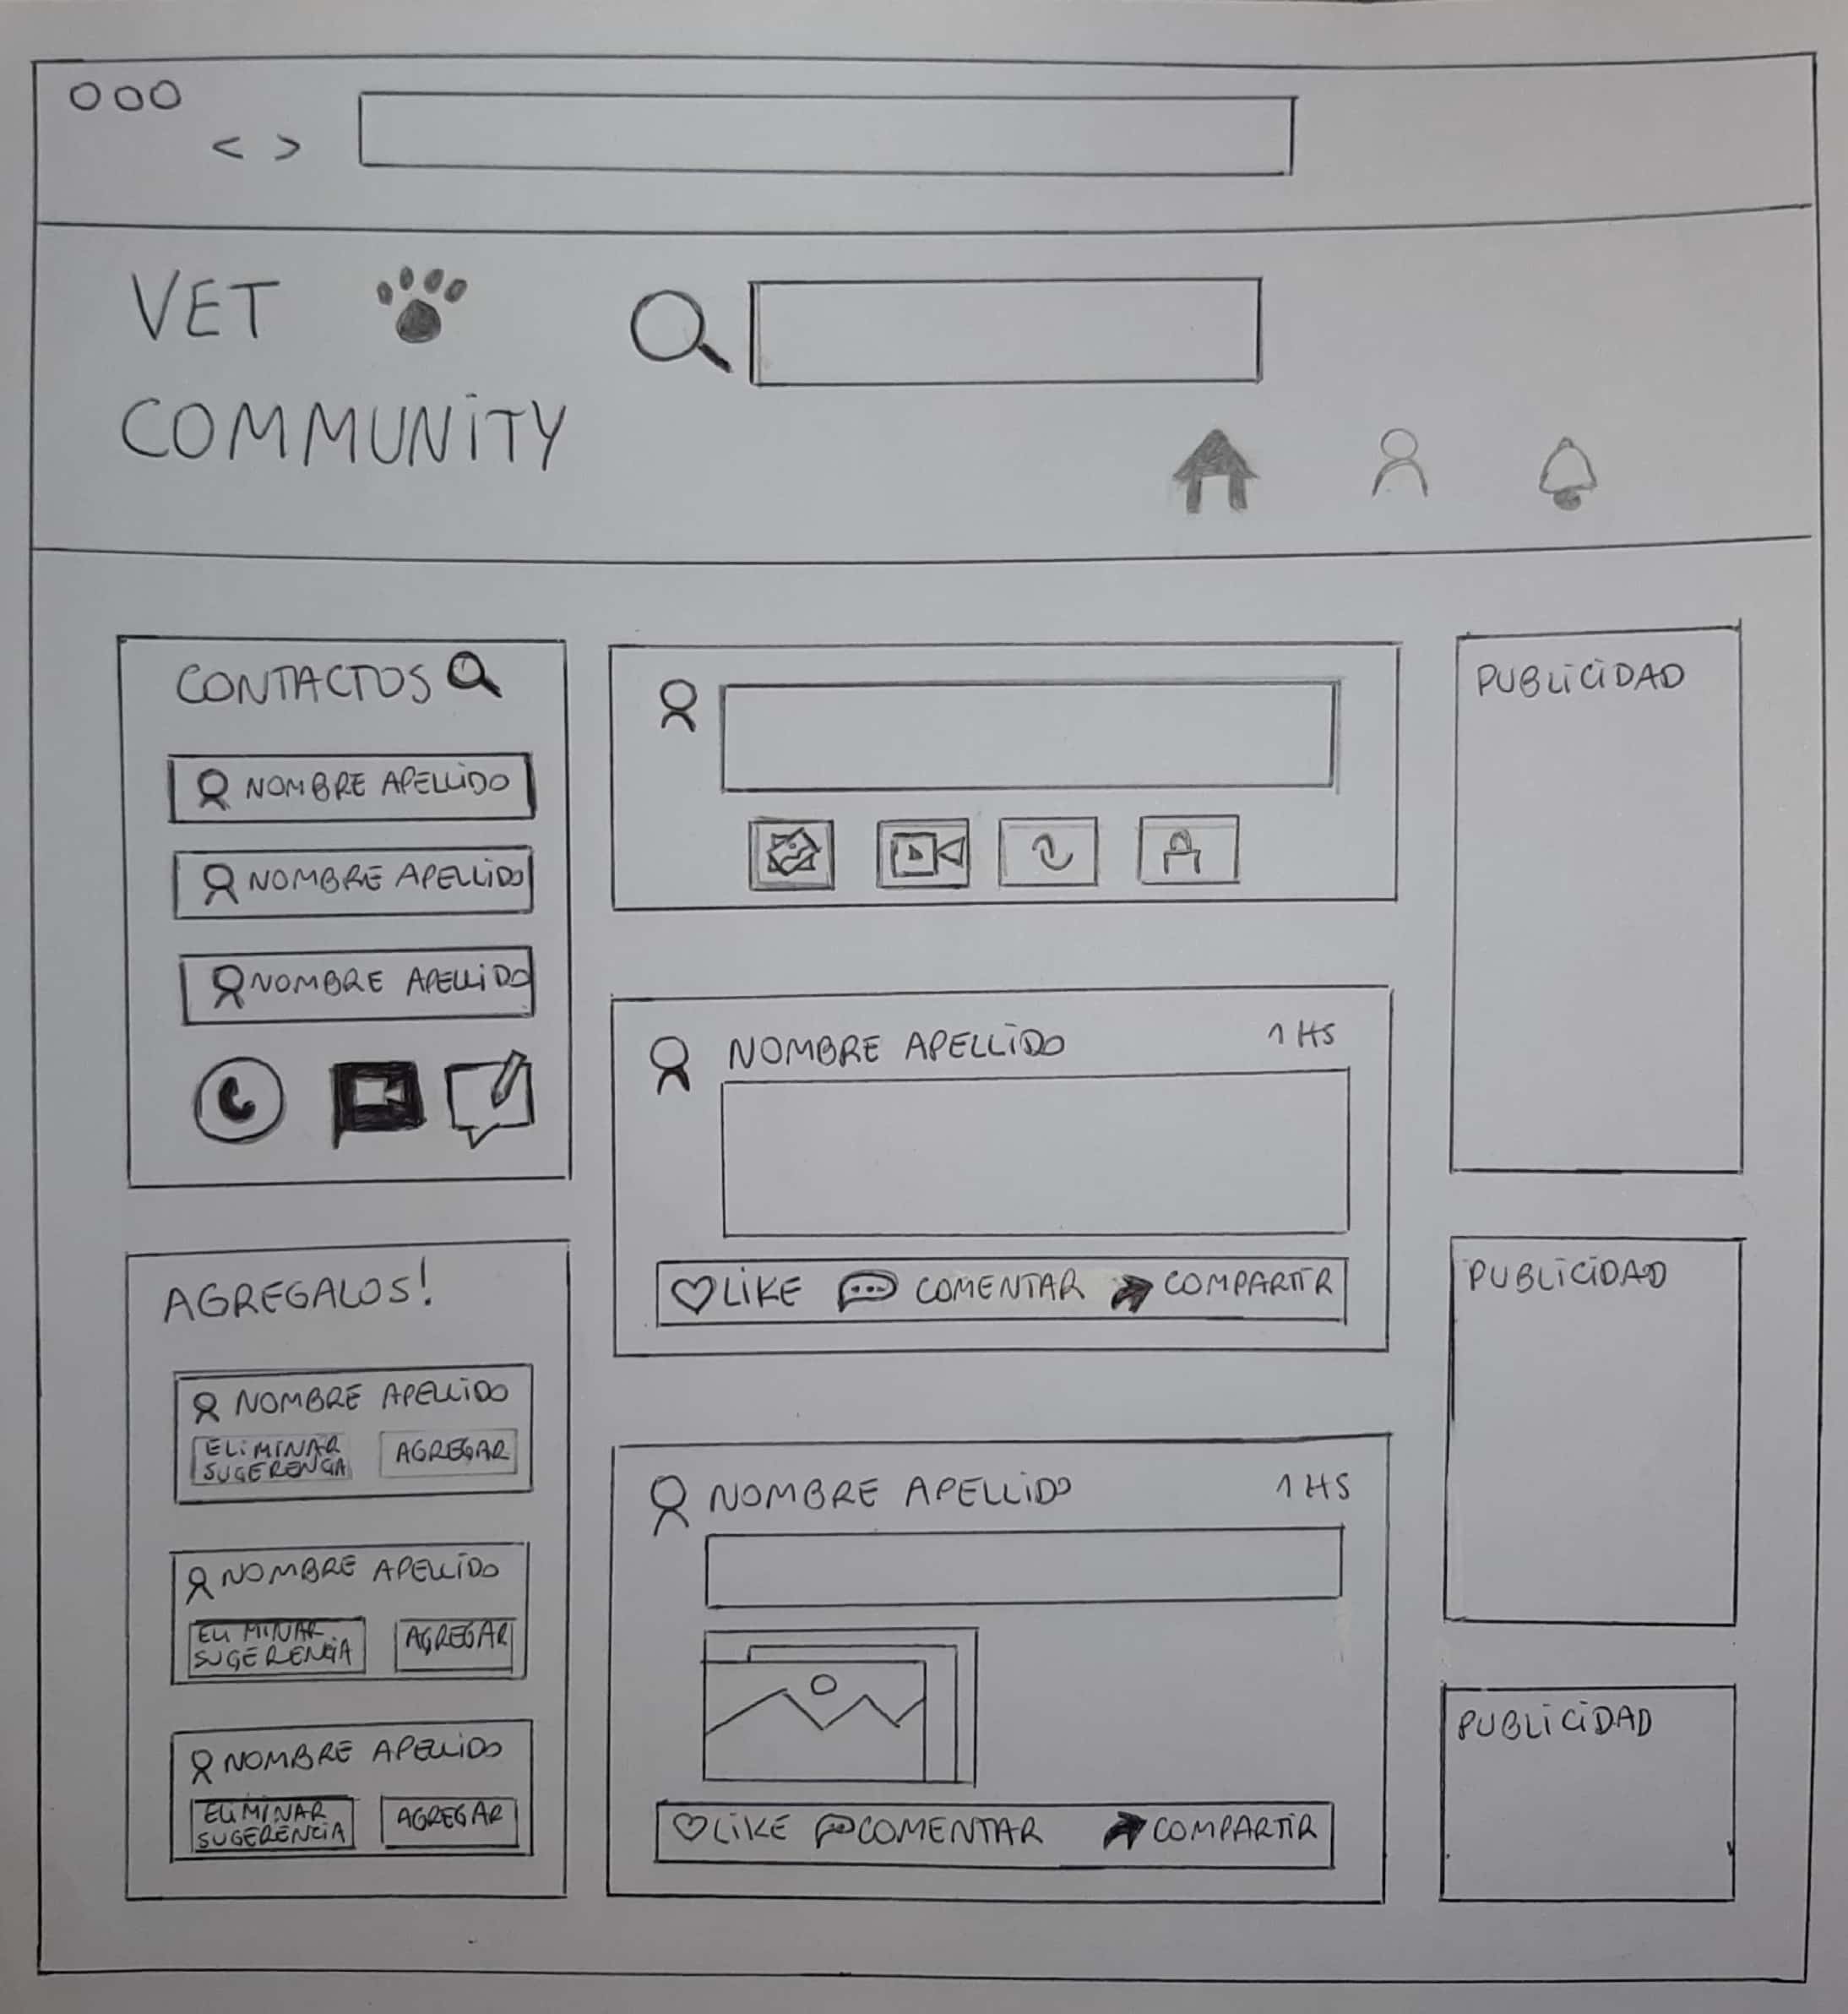 VET
COMMUNITY
CONTACTOS
NOMBRE APELLIDO
NOMBRE APELLIDO
NOMBRE APELLIDO
AGREGALOS!
NOMBRE APELLIDO
ELIMINAR
SUGERENCIA
AGREGAR
NOMBRE APELLIDO
ELIMINAR
SUGERENCIA
AGREGAR
NOMBRE APELLIDO
ELIMINAR
SUGERENCIA
AGREGAR
NOMBRE APELLIDO 1 HS
LIKE COMENTAR COMPARTIR
NOMBRE APELLIDO 1 HS
LIKE COMENTAR COMPARTIR
PUBLICIDAD
PUBLICIDAD
PUBLICIDAD